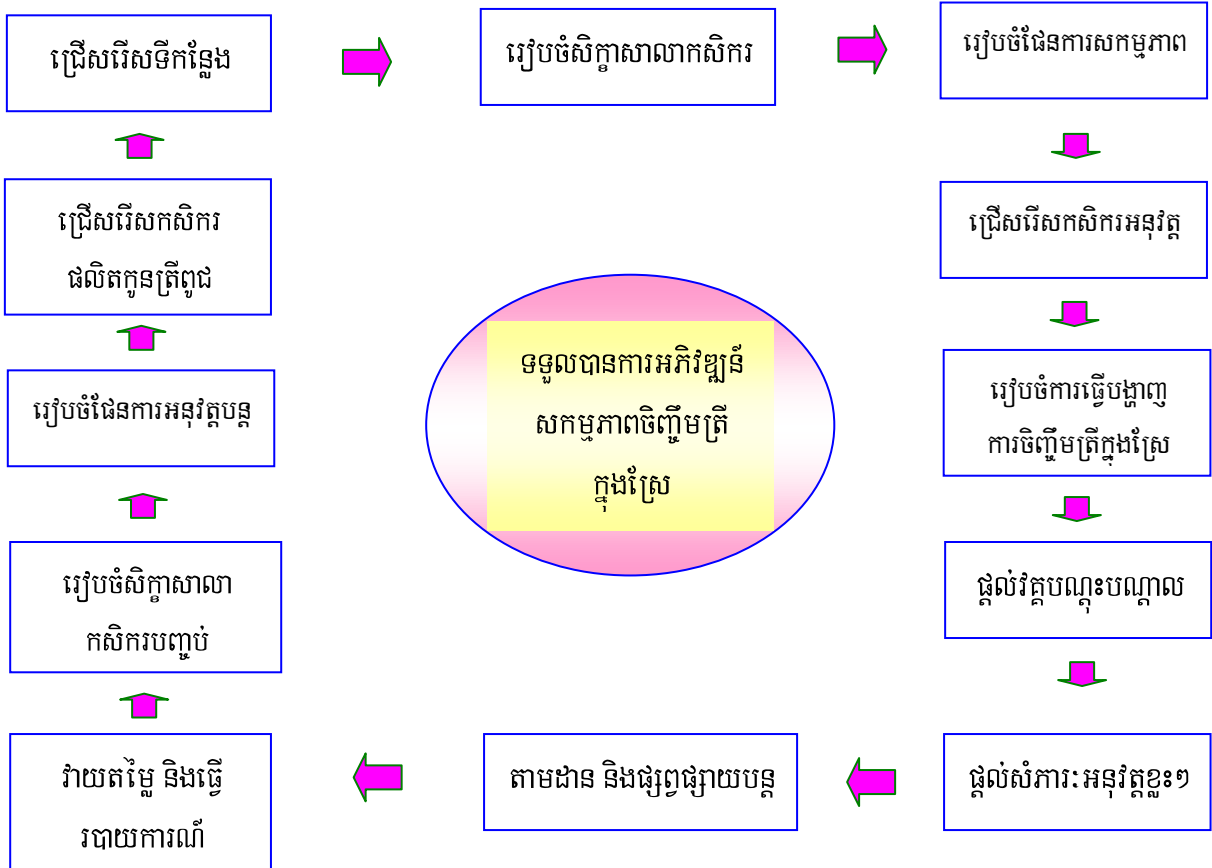 ជ្រើសរើសទីកន្លែង
រៀបចំសិក្ខាសាលាកសិករ
រៀបចំផែនការសកម្មភាព
ជ្រើសរើសកសិករអនុវត្ត
រៀបចំការធ្វើបង្ហាញ
ការចិញ្ចឹមត្រីក្នុងស្រែ
ផ្តល់វគ្គបណ្តុះបណ្តាល
ផ្តល់សំភារៈអនុវត្តខ្លះៗ
តាមដាន និងផ្សព្វផ្សាយបន្ត
វាយតម្លៃ និងធ្វើ
របាយការណ៍
រៀបចំសិក្ខាសាលា
កសិករបញ្ចប់
រៀបចំផែនការអនុវត្តបន្ត
ជ្រើសរើសកសិករ
ផលិតកូនត្រីពូជ
ទទួលបានការអភិវឌ្ឍន៍
សកម្មភាពចិញ្ចឹមត្រី
ក្នុងស្រែ